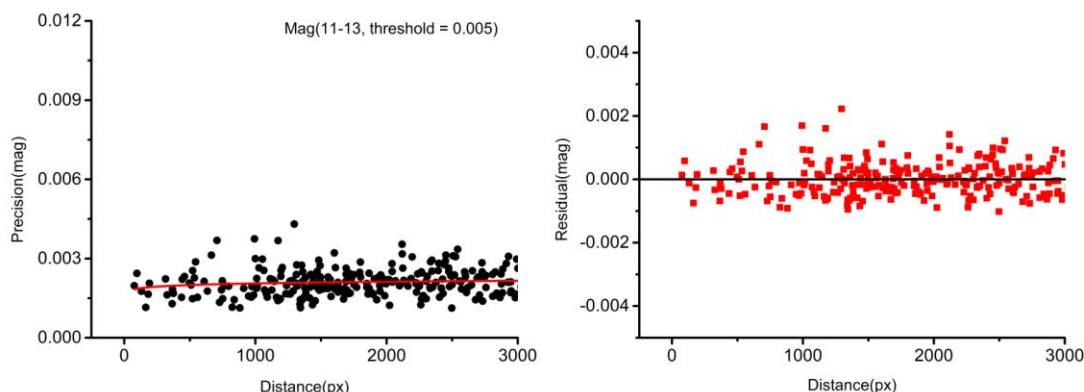 Mag(11-13, threshold = 0.005)
0.012
0.009
0.006
0.003
0.000
Precision(mag)
0 1000 2000 3000
Distance(px)
0.004
0.002
0.000
-0.002
-0.004
Residual(mag)
0 1000 2000 3000
Distance(px)